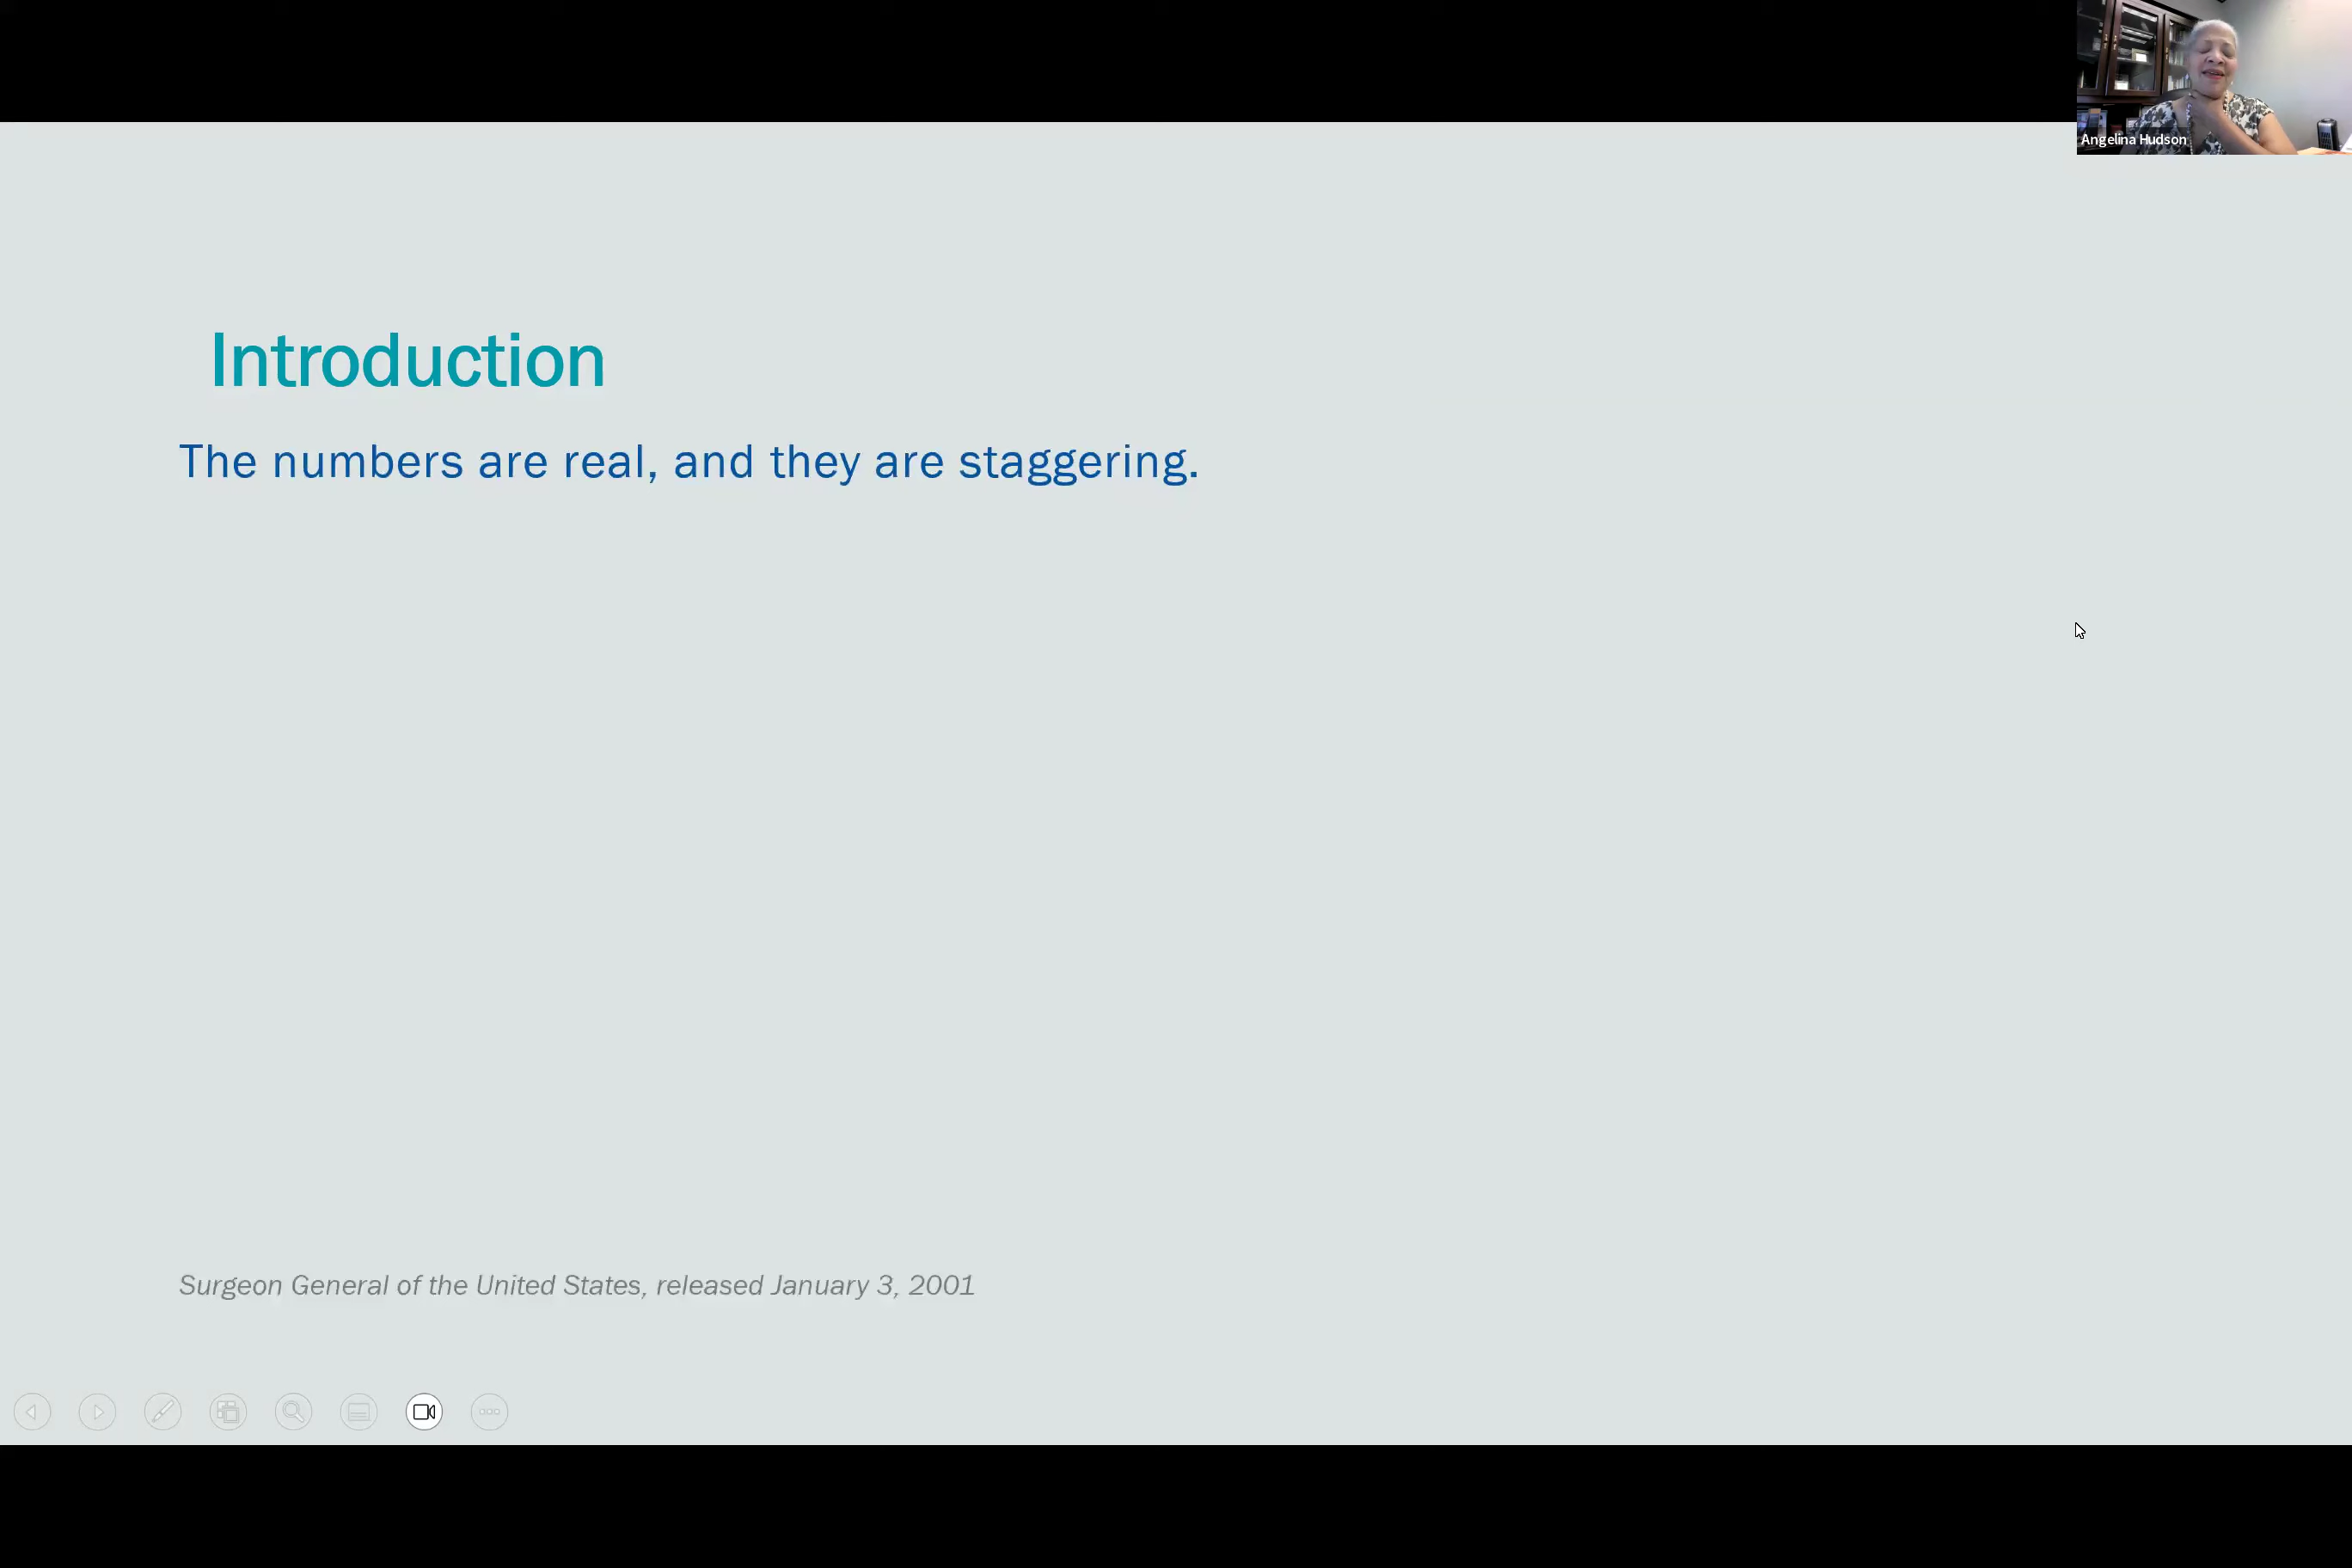 Angelina Hudson
Introduction
The numbers are real, and they are staggering.
Surgeon General of the United States, released January 3, 2001